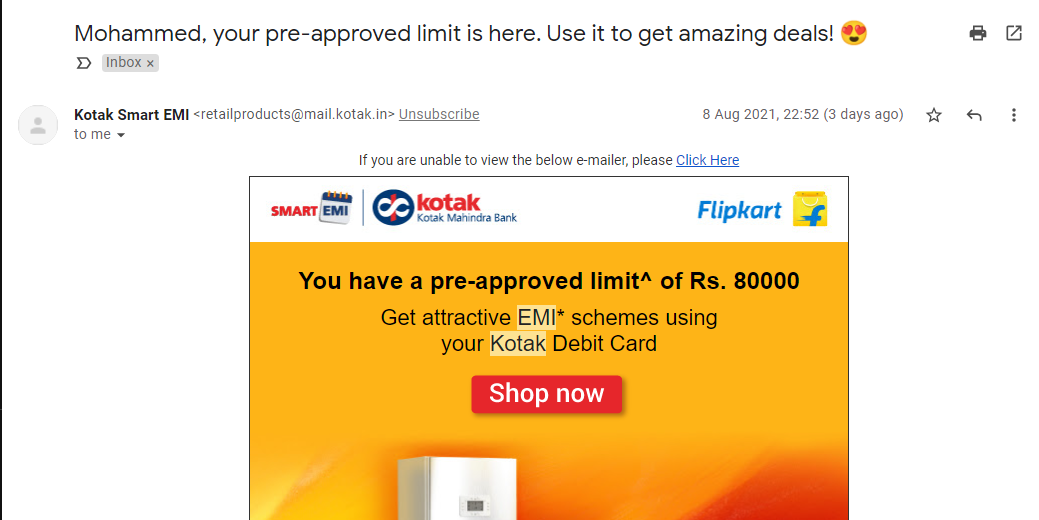 Mohammed, your pre-approved limit is here. Use it to get amazing deals! 😍
Inbox ×
Kotak Smart EMI <retailproducts@mail.kotak.in> Unsubscribe
8 Aug 2021, 22:52 (3 days ago)
to me
If you are unable to view the below e-mailer, please Click Here
SMART EMI
kotak
Kotak Mahindra Bank
Flipkart
You have a pre-approved limit^ of Rs. 80000
Get attractive EMI* schemes using
your Kotak Debit Card
Shop now